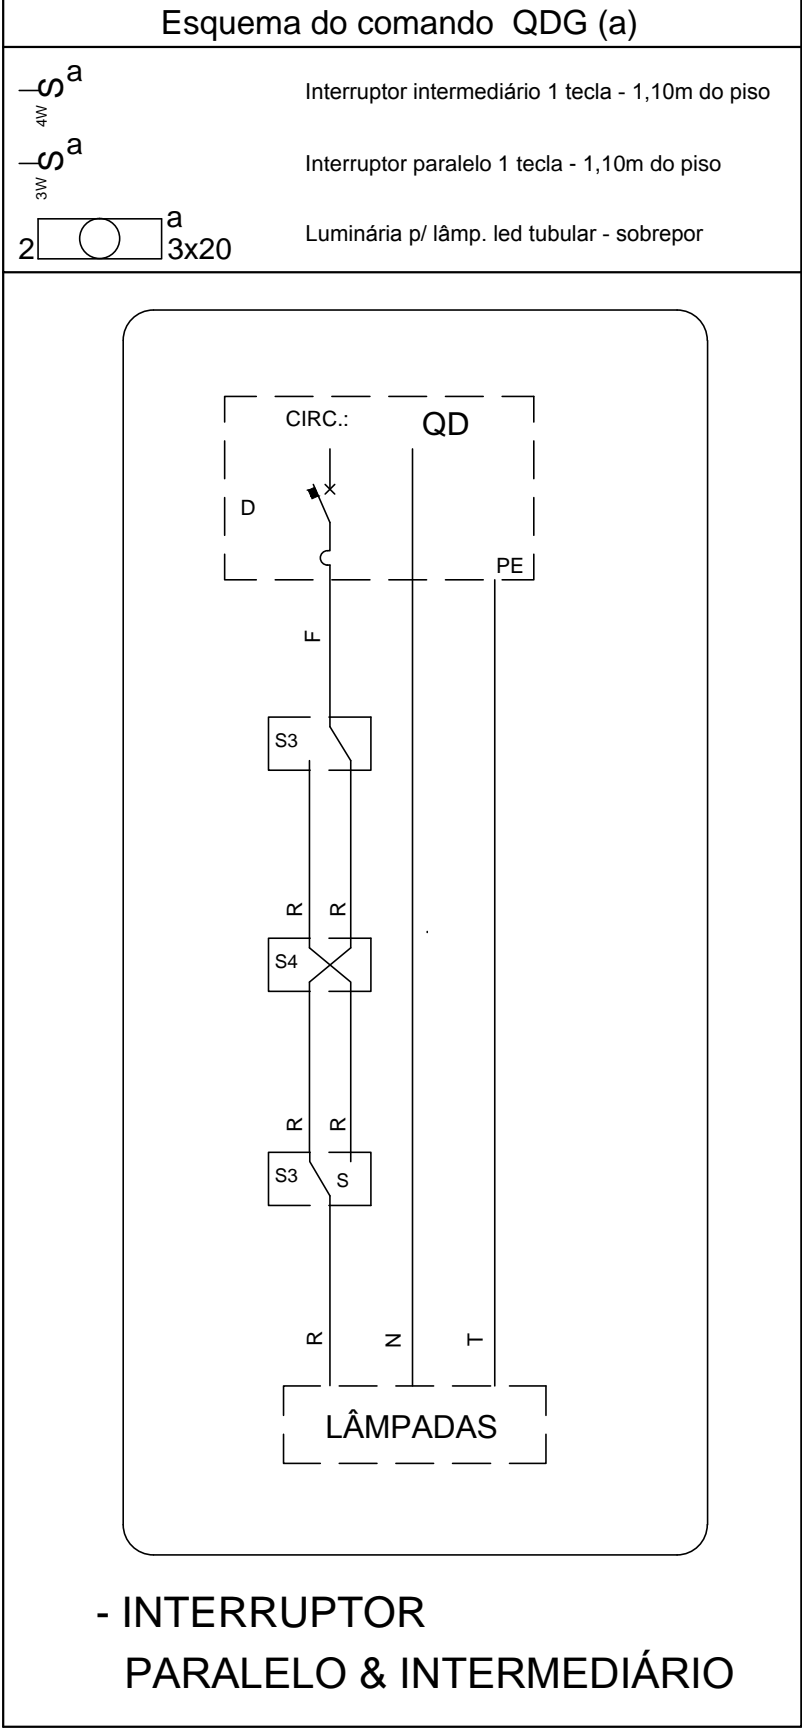 Esquema do comando QDG (a)
4W S a
Interruptor intermediário 1 tecla - 1,10m do piso
3W S a
Interruptor paralelo 1 tecla - 1,10m do piso
2 a
3x20
Luminária p/ lâmp. led tubular - sobrepor
CIRC.: QD
D
PE
F
S3
R R
S4
R R
S3 S
R N T
LÂMPADAS
- INTERRUPTOR
PARALELO & INTERMEDIÁRIO